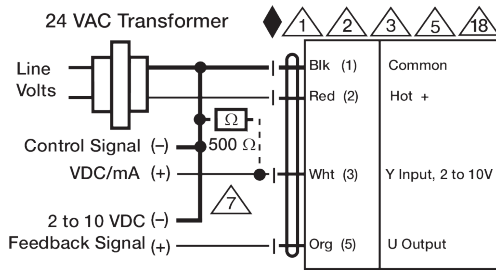 24 VAC Transformer
1 2 3 5 18
Line
Volts
Blk (1) Common
Red (2) Hot +
Ω
Control Signal (−) 500 Ω
VDC/mA (+) Wht (3) Y Input, 2 to 10V
7
2 to 10 VDC (−)
Feedback Signal (+) Org (5) U Output